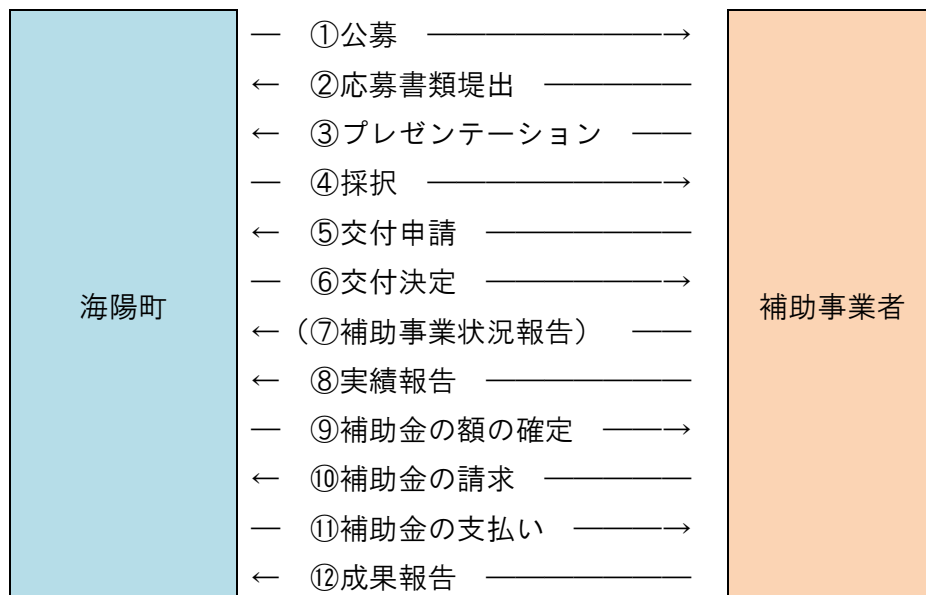 ― ①公募 ――――――――→
← ②応募書類堤出 ―――――
← ③プレゼンテーション ――
― ④採択 ――――――――→
← ⑤交付申請 ―――――――
― ⑥交付決定 ――――――→
海陽町
補助事業者
←（⑦補助事業状況報告） ――
← ⑧実績報告 ―――――――
― ⑨補助金の額の確定 ――→
← ⑩補助金の請求 ―――――
― ⑪補助金の支払い ―――→
← ⑫成果報告 ―――――――